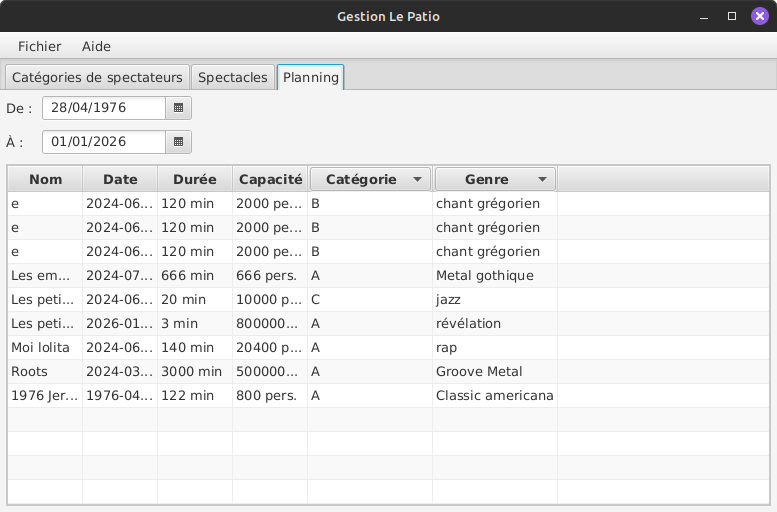 Gestion Le Patio
Fichier Aide
Catégories de spectateurs Spectacles Planning
De : 28/04/1976
À : 01/01/2026
Nom Date Durée Capacité Catégorie Genre
e 2024-06... 120 min 2000 pe... B chant grégorien
e 2024-06... 120 min 2000 pe... B chant grégorien
e 2024-06... 120 min 2000 pe... B chant grégorien
Les em... 2024-07... 666 min 666 pers. A Metal gothique
Les peti... 2024-06... 20 min 10000 p... C jazz
Les peti... 2026-01... 3 min 800000... A révélation
Moi lolita 2024-06... 140 min 20400 p... A rap
Roots 2024-03... 3000 min 500000... A Groove Metal
1976 Jer... 1976-04... 122 min 800 pers. A Classic americana